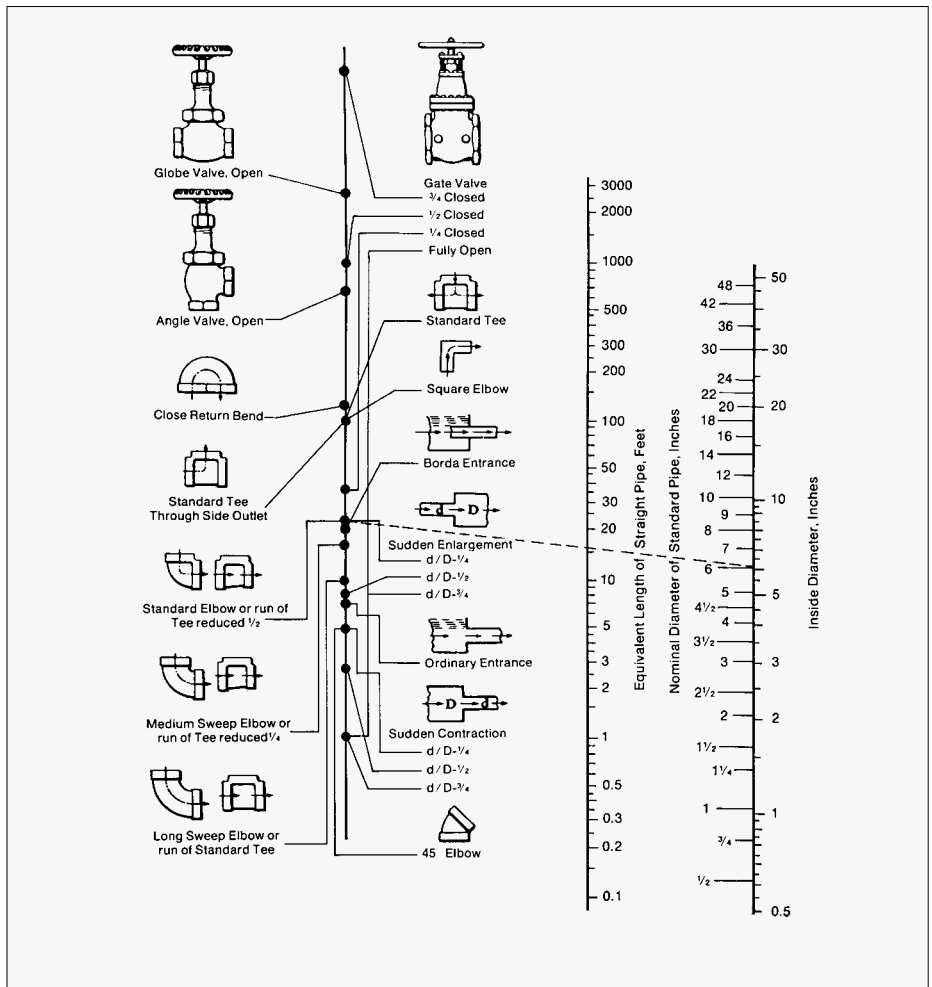 Globe Valve, Open
Angle Valve, Open
Close Return Bend
Standard Tee
Through Side Outlet
Standard Elbow or run of
Tee reduced ½
Medium Sweep Elbow or
run of Tee reduced¼
Long Sweep Elbow or
run of Standard Tee
Gate Valve
¾ Closed
½ Closed
¼ Closed
Fully Open
Standard Tee
Square Elbow
Borda Entrance
d
D
Sudden Enlargement
d/D-¼
d/D-½
d/D-¾
Ordinary Entrance
D
d
Sudden Contraction
d/D-¼
d/D-½
d/D-¾
45 Elbow
3000
2000
1000
500
300
200
100
50
30
20
10
5
3
2
1
0.5
0.3
0.2
0.1
Equivalent Length of Straight Pipe, Feet
Nominal Diameter of Standard Pipe, Inches
48
42
36
30
24
22
20
18
16
14
12
10
9
8
7
6
5
4½
4
3½
3
2½
2
1½
1¼
1
¾
½
50
30
20
10
5
3
2
1
0.5
Inside Diameter, Inches